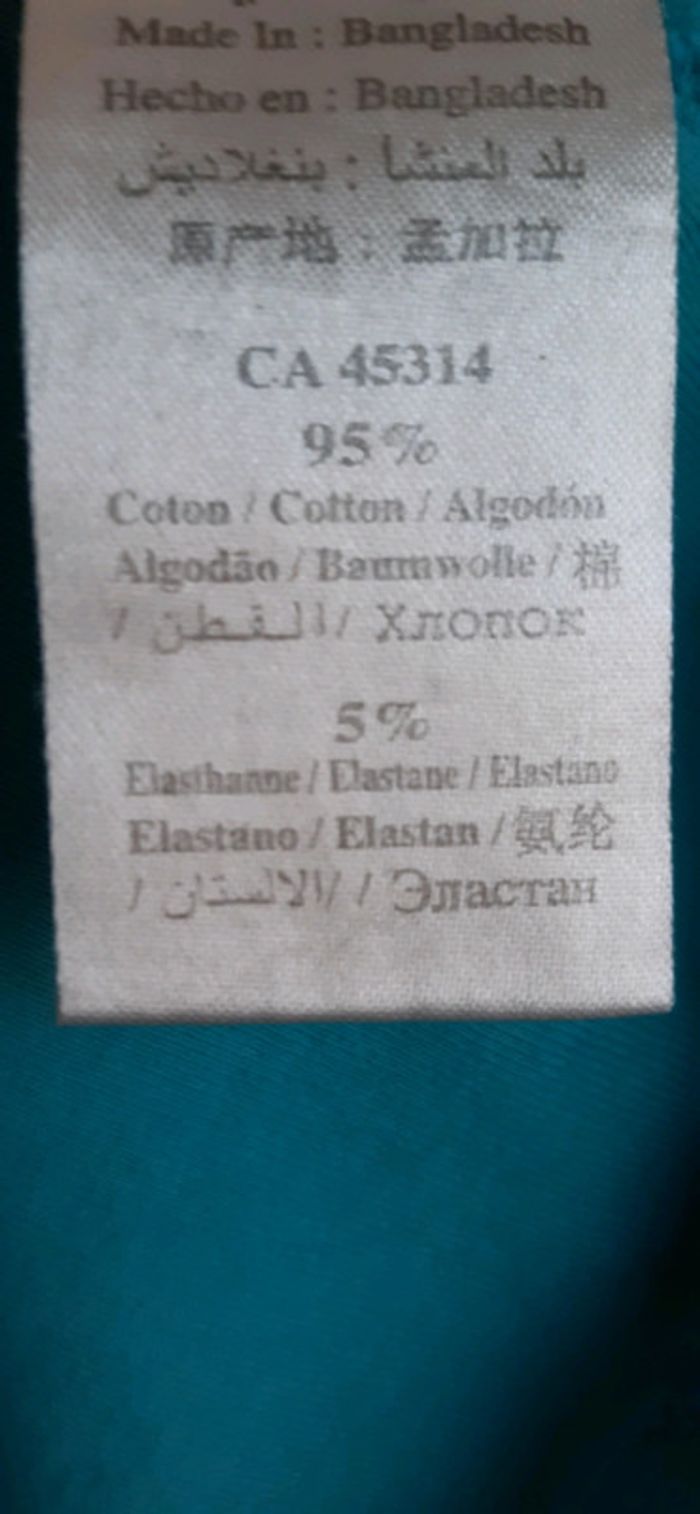 Made In : Bangladesh
Hecho en : Bangladesh
بلد المنشأ : بنغلاديش
原产地 : 孟加拉
CA 45314
95%
Coton / Cotton / Algodón
Algodão / Baumwolle / 棉
/ القطن / Хлопок
5%
Elasthanne / Elastane / Elastano
Elastano / Elastan / 氨纶
/ الالستان / / Эластан